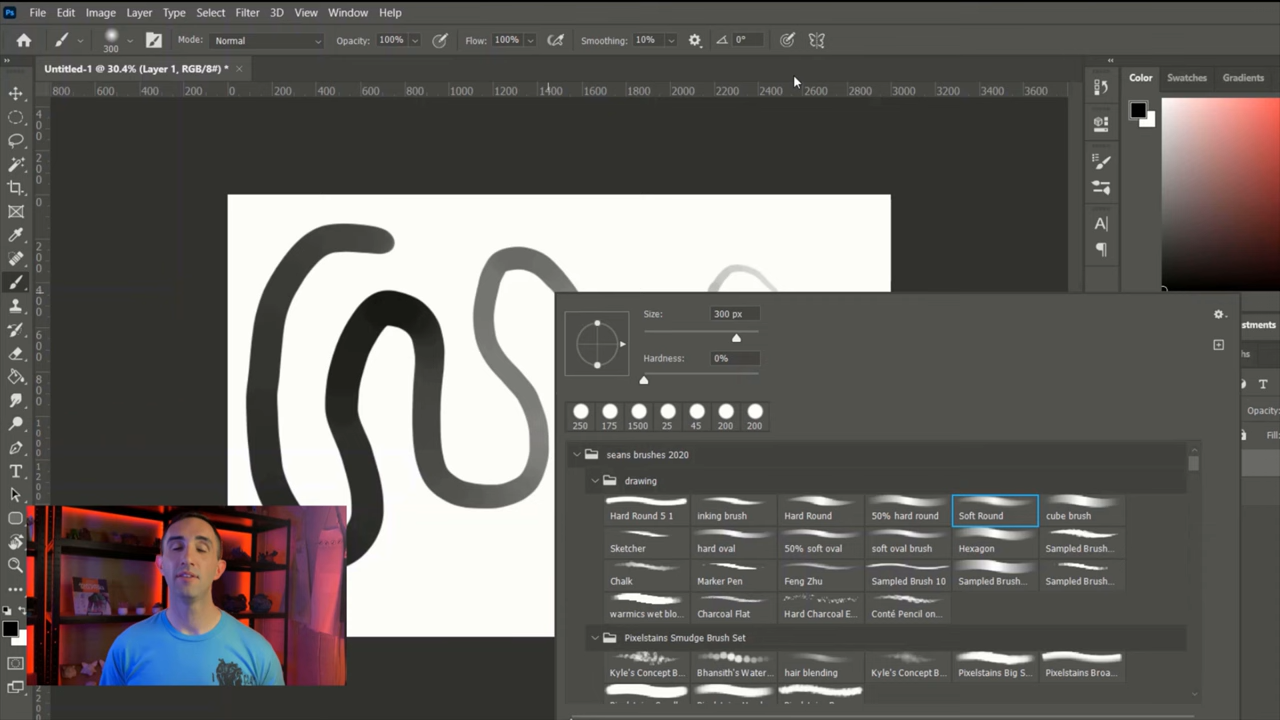 Ps File Edit Image Layer Type Select Filter 3D View Window Help
300 Mode: Normal Opacity: 100% Flow: 100% Smoothing: 10% 0°
Untitled-1 @ 30.4% (Layer 1, RGB/8#) * ×
Color Swatches Gradients
800 600 400 200 0 200 400 600 800 1000 1200 1400 1600 1800 2000 2200 2400 2600 2800 3000 3200 3400 3600
Size: 300 px
Hardness: 0%
Opacity:
Fill:
250 175 1500 25 45 200 200
seans brushes 2020
drawing
Hard Round 5 1 inking brush Hard Round 50% hard round Soft Round cube brush
Sketcher hard oval 50% soft oval soft oval brush Hexagon Sampled Brush...
Chalk Marker Pen Feng Zhu Sampled Brush 10 Sampled Brush... Sampled Brush...
warmics wet blo... Charcoal Flat Hard Charcoal E... Conté Pencil on...
Pixelstains Smudge Brush Set
Kyle's Concept B... Bhansith's Water... hair blending Kyle's Concept B... Pixelstains Big S... Pixelstains Broa...